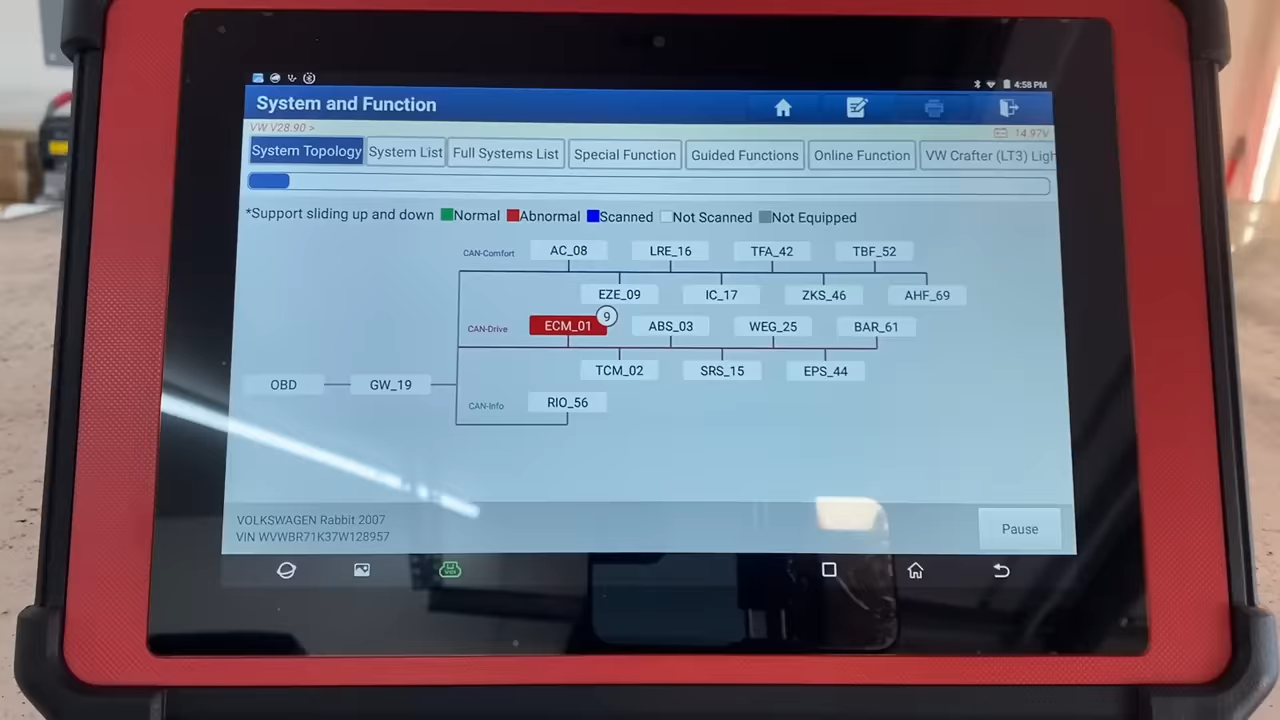 4:58 PM
System and Function
VW V28.90 >
14.97V
System Topology System List Full Systems List Special Function Guided Functions Online Function VW Crafter (LT3) Ligh
*Support sliding up and down Normal Abnormal Scanned Not Scanned Not Equipped
CAN-Comfort AC_08 LRE_16 TFA_42 TBF_52
EZE_09 IC_17 ZKS_46 AHF_69
9
CAN-Drive ECM_01 ABS_03 WEG_25 BAR_61
TCM_02 SRS_15 EPS_44
OBD GW_19
CAN-Info RIO_56
VOLKSWAGEN Rabbit 2007
VIN WVWBR71K37W128957
Pause